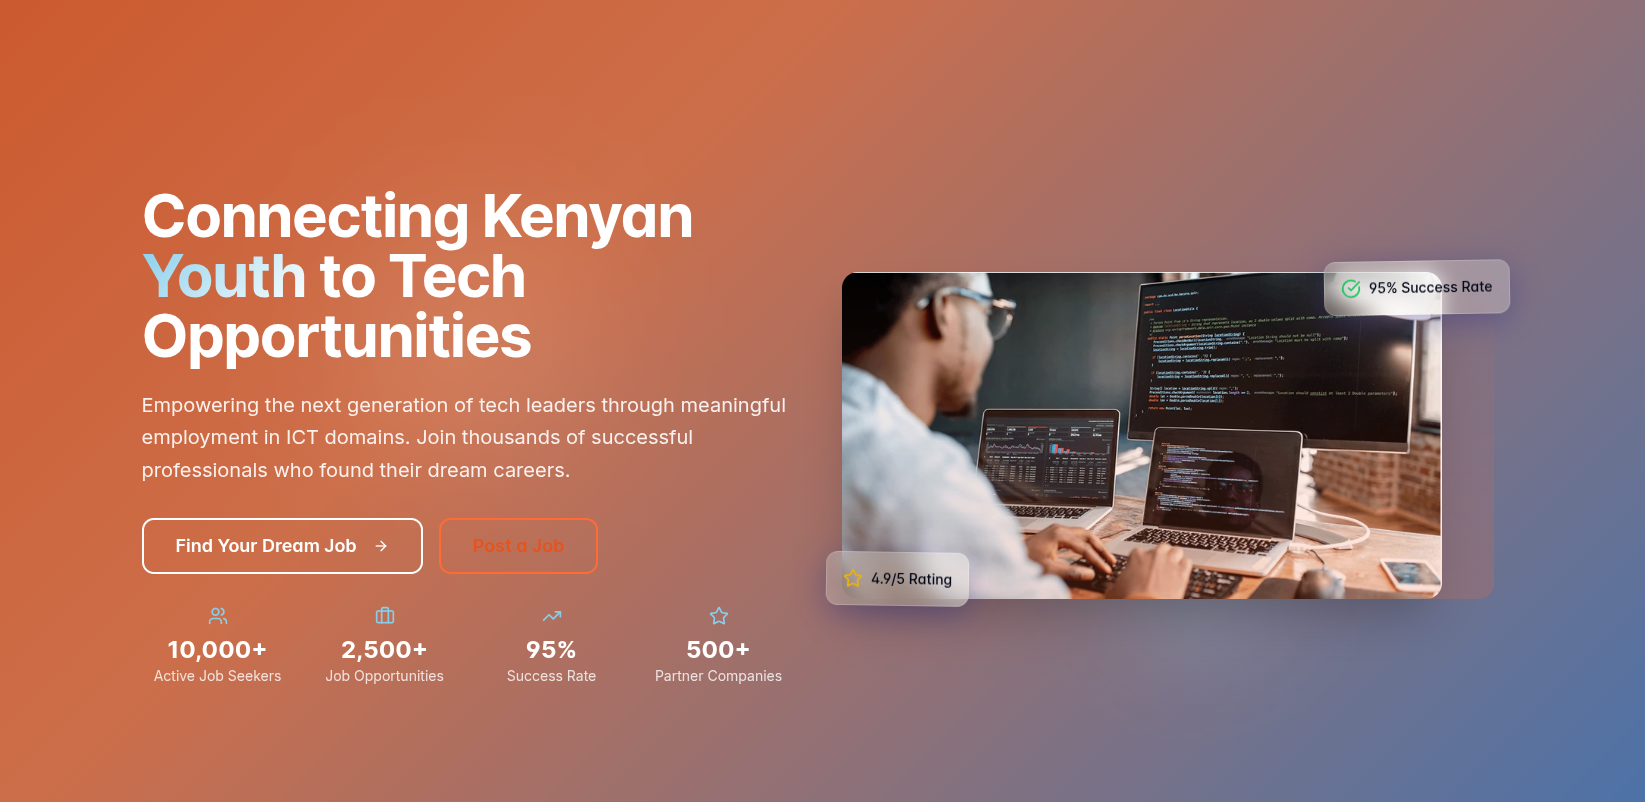 Connecting Kenyan
Youth to Tech
Opportunities
Empowering the next generation of tech leaders through meaningful
employment in ICT domains. Join thousands of successful
professionals who found their dream careers.
Find Your Dream Job
Post a Job
10,000+
Active Job Seekers
2,500+
Job Opportunities
95%
Success Rate
500+
Partner Companies
95% Success Rate
4.9/5 Rating